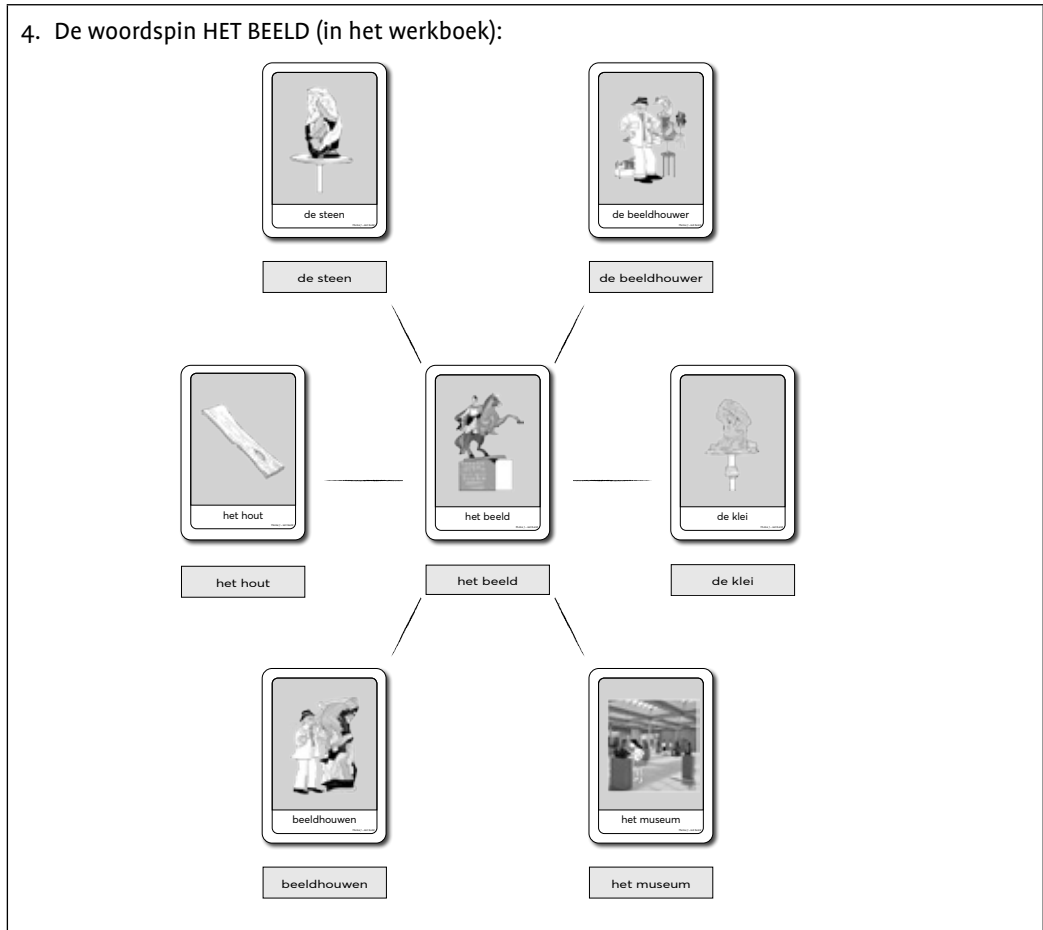 4. De woordspin HET BEELD (in het werkboek):
de steen
de beeldhouwer
de steen
de beeldhouwer
het hout
het beeld
de klei
het hout
het beeld
de klei
beeldhouwen
het museum
beeldhouwen
het museum